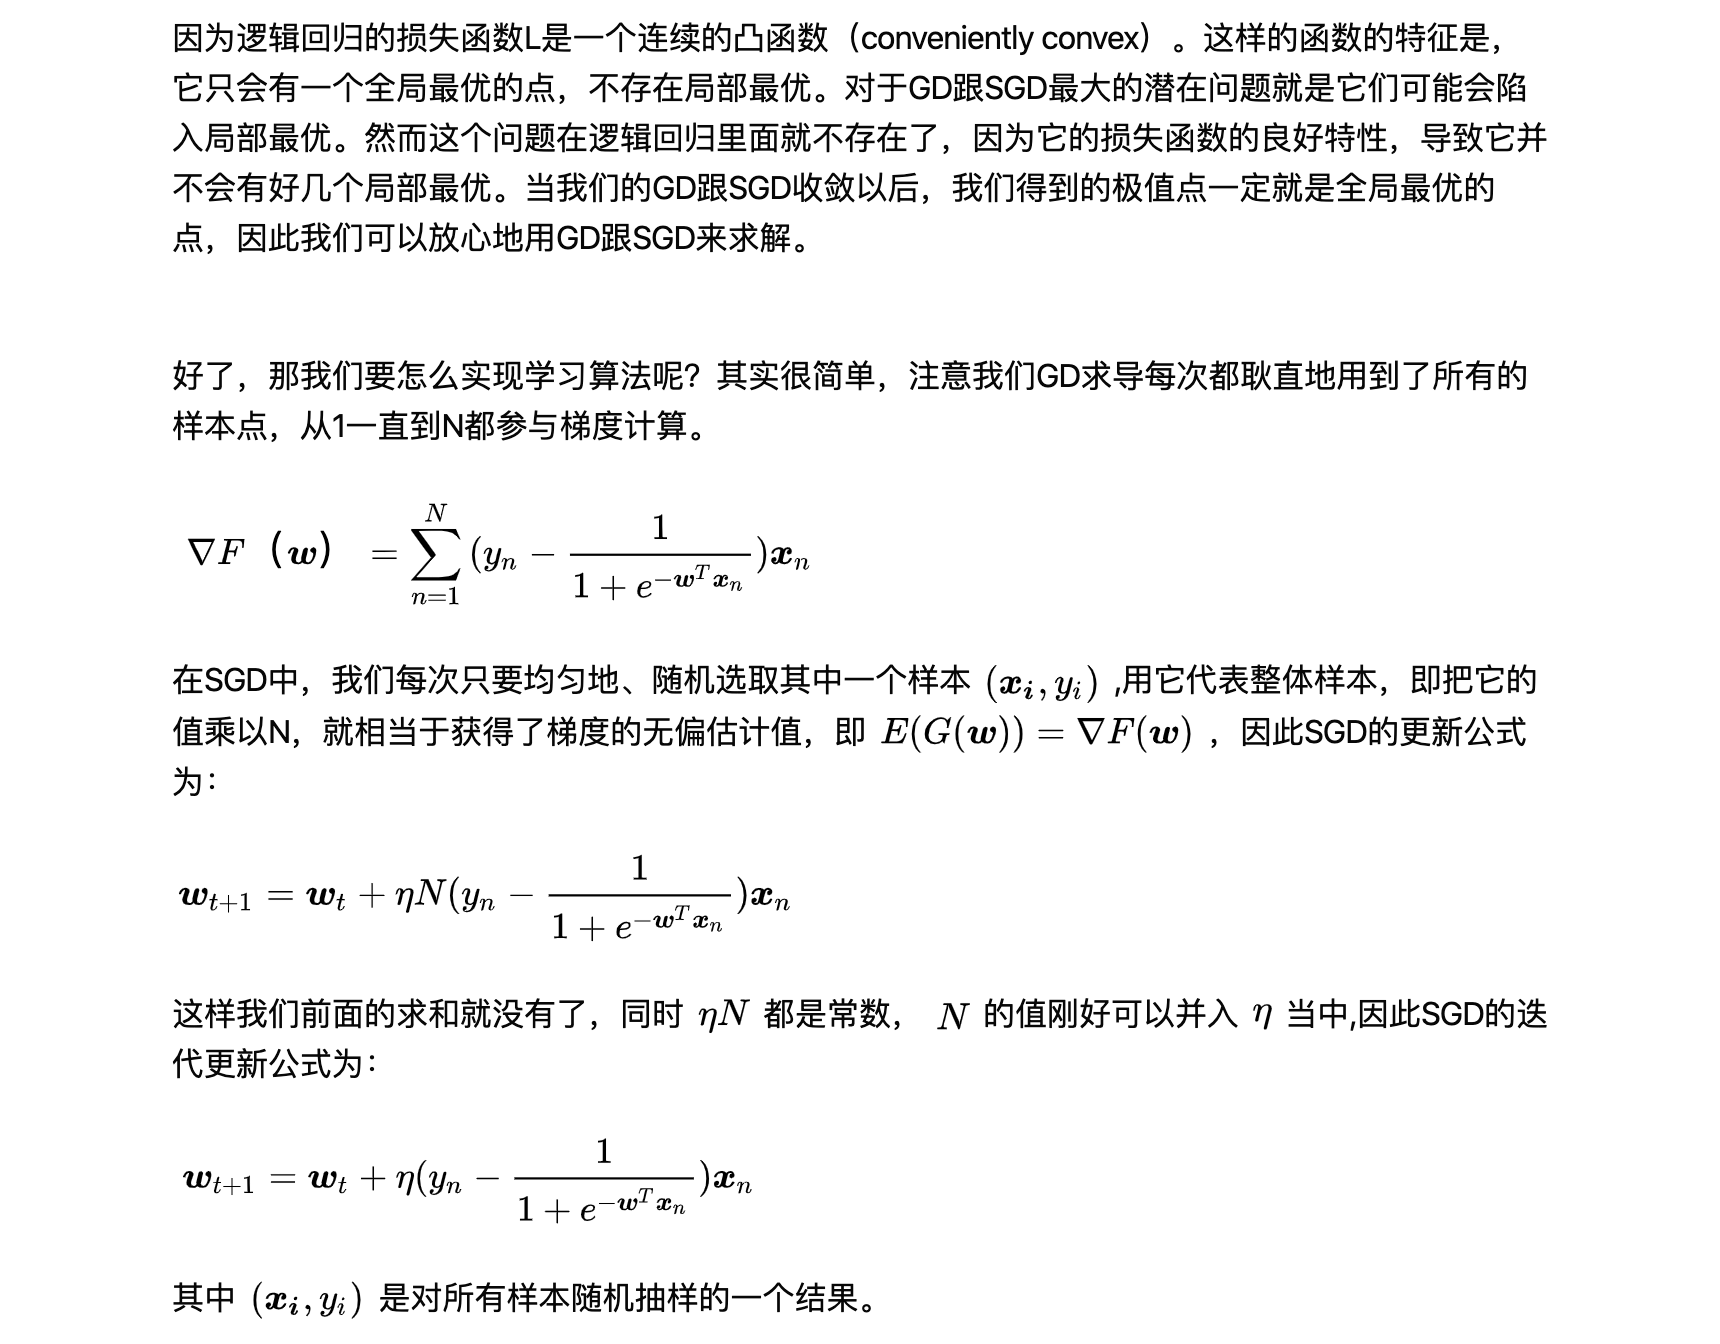 因为逻辑回归的损失函数L是一个连续的凸函数（conveniently convex）。这样的函数的特征是，
它只会有一个全局最优的点，不存在局部最优。对于GD跟SGD最大的潜在问题就是它们可能会陷
入局部最优。然而这个问题在逻辑回归里面就不存在了，因为它的损失函数的良好特性，导致它并
不会有好几个局部最优。当我们的GD跟SGD收敛以后，我们得到的极值点一定就是全局最优的
点，因此我们可以放心地用GD跟SGD来求解。
好了，那我们要怎么实现学习算法呢？其实很简单，注意我们GD求导每次都耿直地用到了所有的
样本点，从1一直到N都参与梯度计算。
$\nabla F（\boldsymbol{w}） = \sum_{n=1}^{N} (y_n - \frac{1}{1+e^{-\boldsymbol{w}^T \boldsymbol{x}_n}})\boldsymbol{x}_n$
在SGD中，我们每次只要均匀地、随机选取其中一个样本 $(\boldsymbol{x_i}, y_i)$ ,用它代表整体样本，即把它的
值乘以N，就相当于获得了梯度的无偏估计值，即 $E(G(\boldsymbol{w})) = \nabla F(\boldsymbol{w})$ ，因此SGD的更新公式
为：
$\boldsymbol{w}_{t+1} = \boldsymbol{w}_t + \eta N(y_n - \frac{1}{1+e^{-\boldsymbol{w}^T \boldsymbol{x}_n}})\boldsymbol{x}_n$
这样我们前面的求和就没有了，同时 $\eta N$ 都是常数， $N$ 的值刚好可以并入 $\eta$ 当中,因此SGD的迭
代更新公式为：
$\boldsymbol{w}_{t+1} = \boldsymbol{w}_t + \eta(y_n - \frac{1}{1+e^{-\boldsymbol{w}^T \boldsymbol{x}_n}})\boldsymbol{x}_n$
其中 $(\boldsymbol{x_i}, y_i)$ 是对所有样本随机抽样的一个结果。